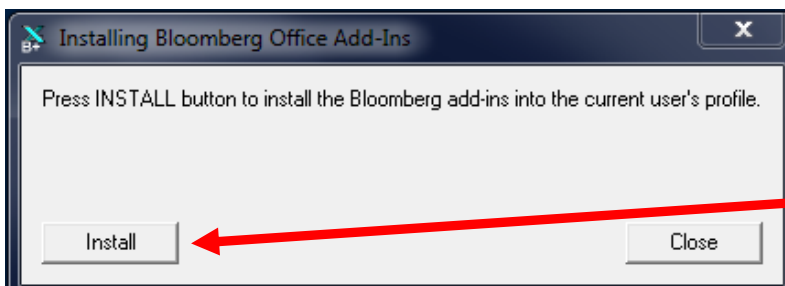 Installing Bloomberg Office Add-Ins
B+
x
Press INSTALL button to install the Bloomberg add-ins into the current user's profile.
Install
Close